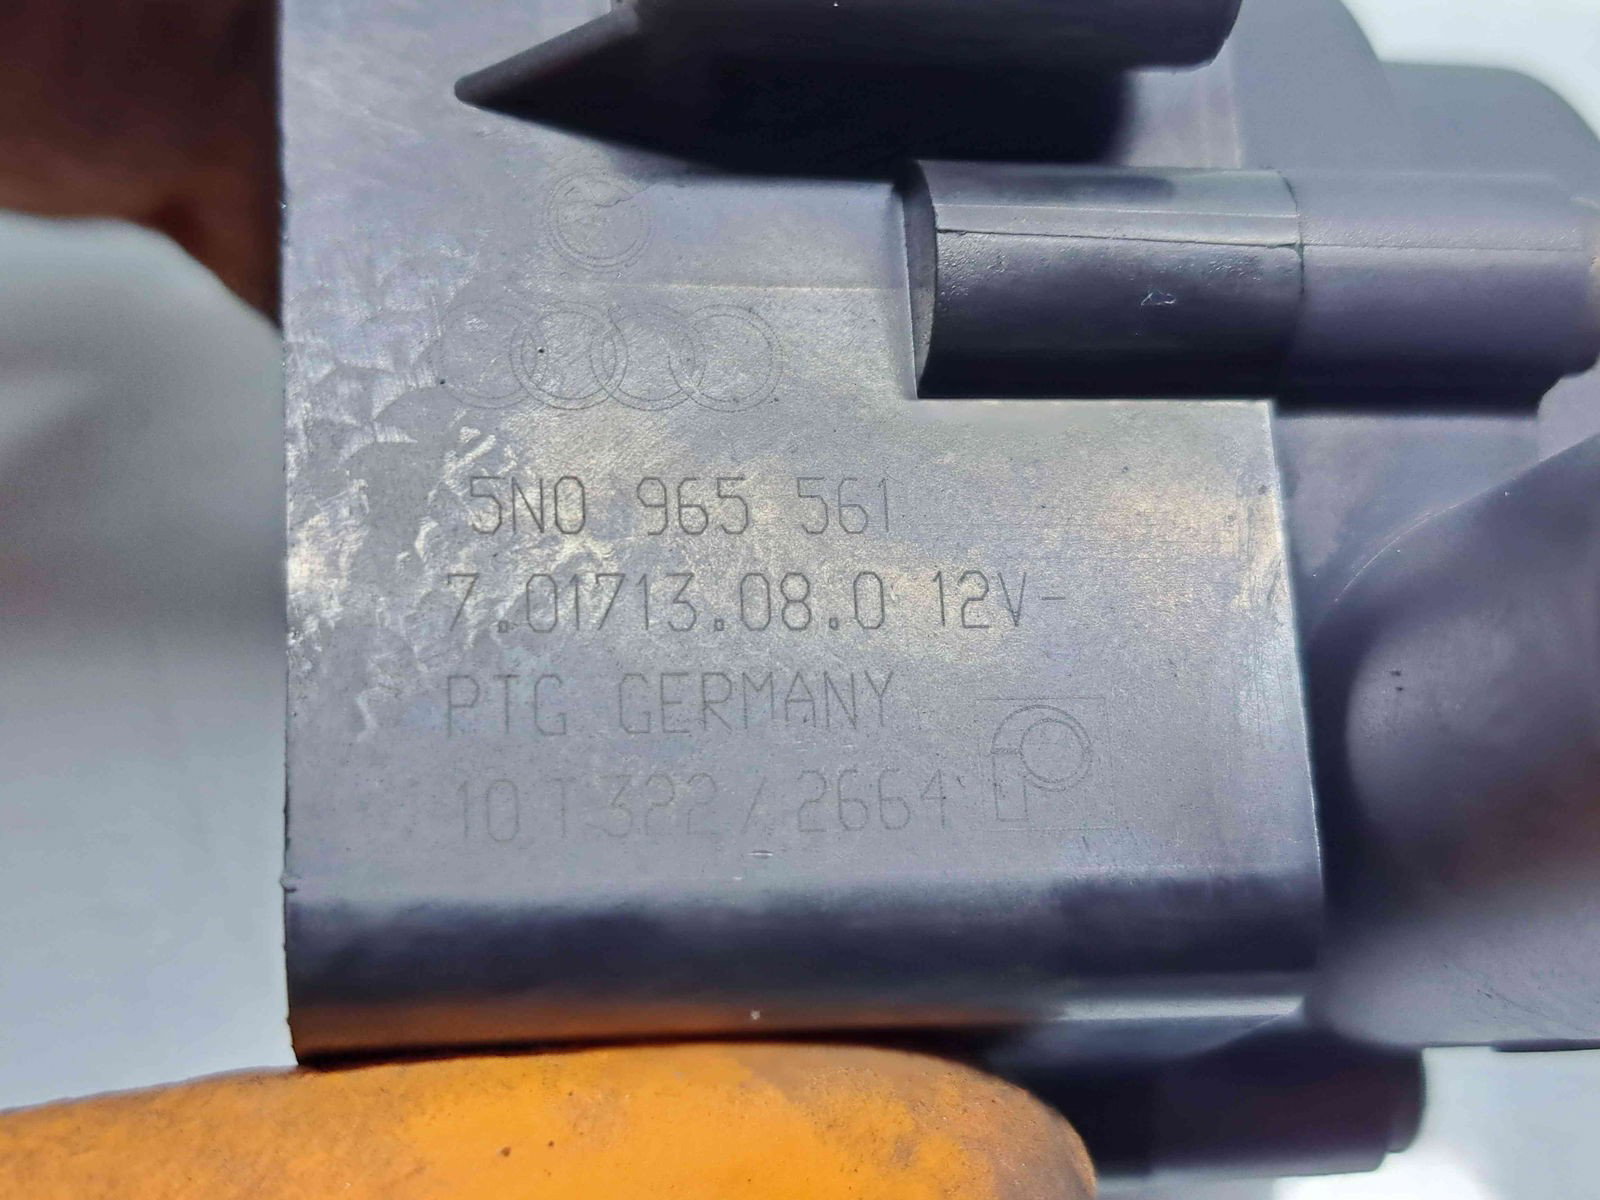 5N0 965 561
7.01713.08.0 12V-
PTG GERMANY
10 T 322 / 2664